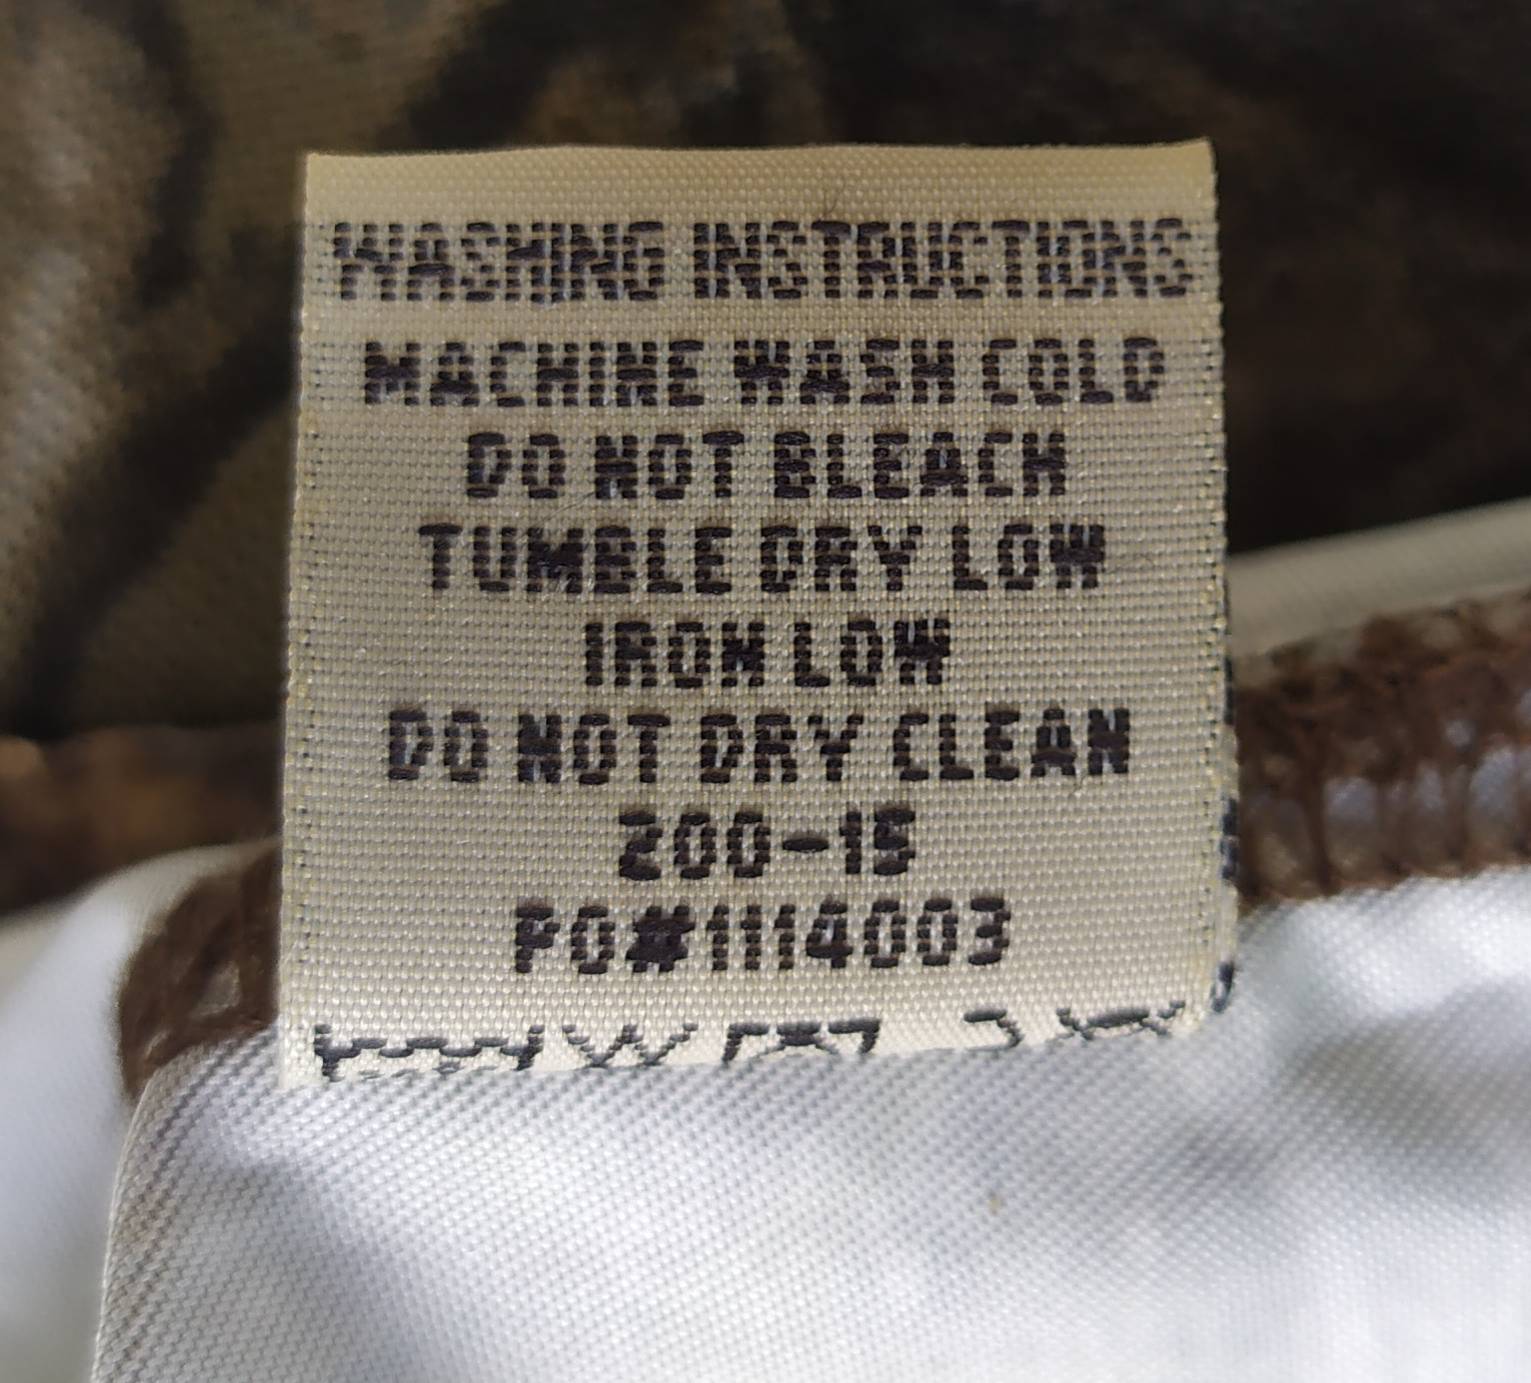 WASHING INSTRUCTIONS
MACHINE WASH COLD
DO NOT BLEACH
TUMBLE DRY LOW
IRON LOW
DO NOT DRY CLEAN
200-15
PO#1114003